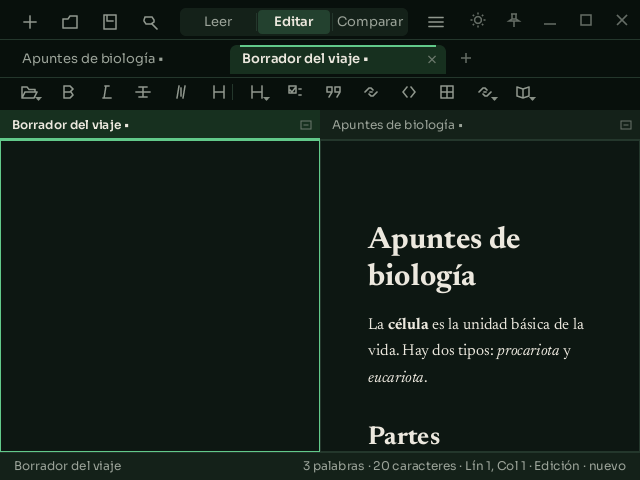 Leer Editar Comparar
Apuntes de biología •
Borrador del viaje •
Borrador del viaje •
Apuntes de biología •
Apuntes de
biología
La célula es la unidad básica de la
vida. Hay dos tipos: procariota y
eucariota.
Partes
Borrador del viaje
3 palabras · 20 caracteres · Lín 1, Col 1 · Edición · nuevo